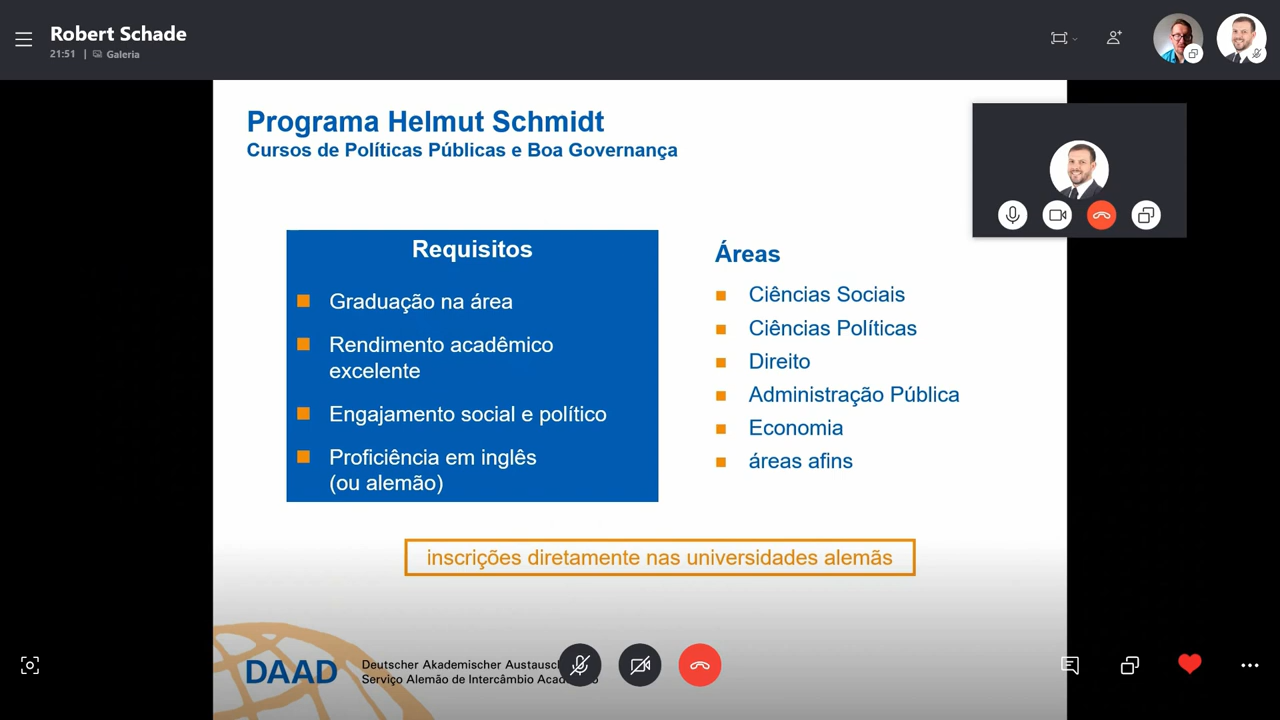 Robert Schade
21:51 | Galeria
Programa Helmut Schmidt
Cursos de Políticas Públicas e Boa Governança
Requisitos
Graduação na área
Rendimento acadêmico
excelente
Engajamento social e político
Proficiência em inglês
(ou alemão)
Áreas
Ciências Sociais
Ciências Políticas
Direito
Administração Pública
Economia
áreas afins
inscrições diretamente nas universidades alemãs
DAAD
Deutscher Akademischer
Serviço Alemão de Intercâmbio